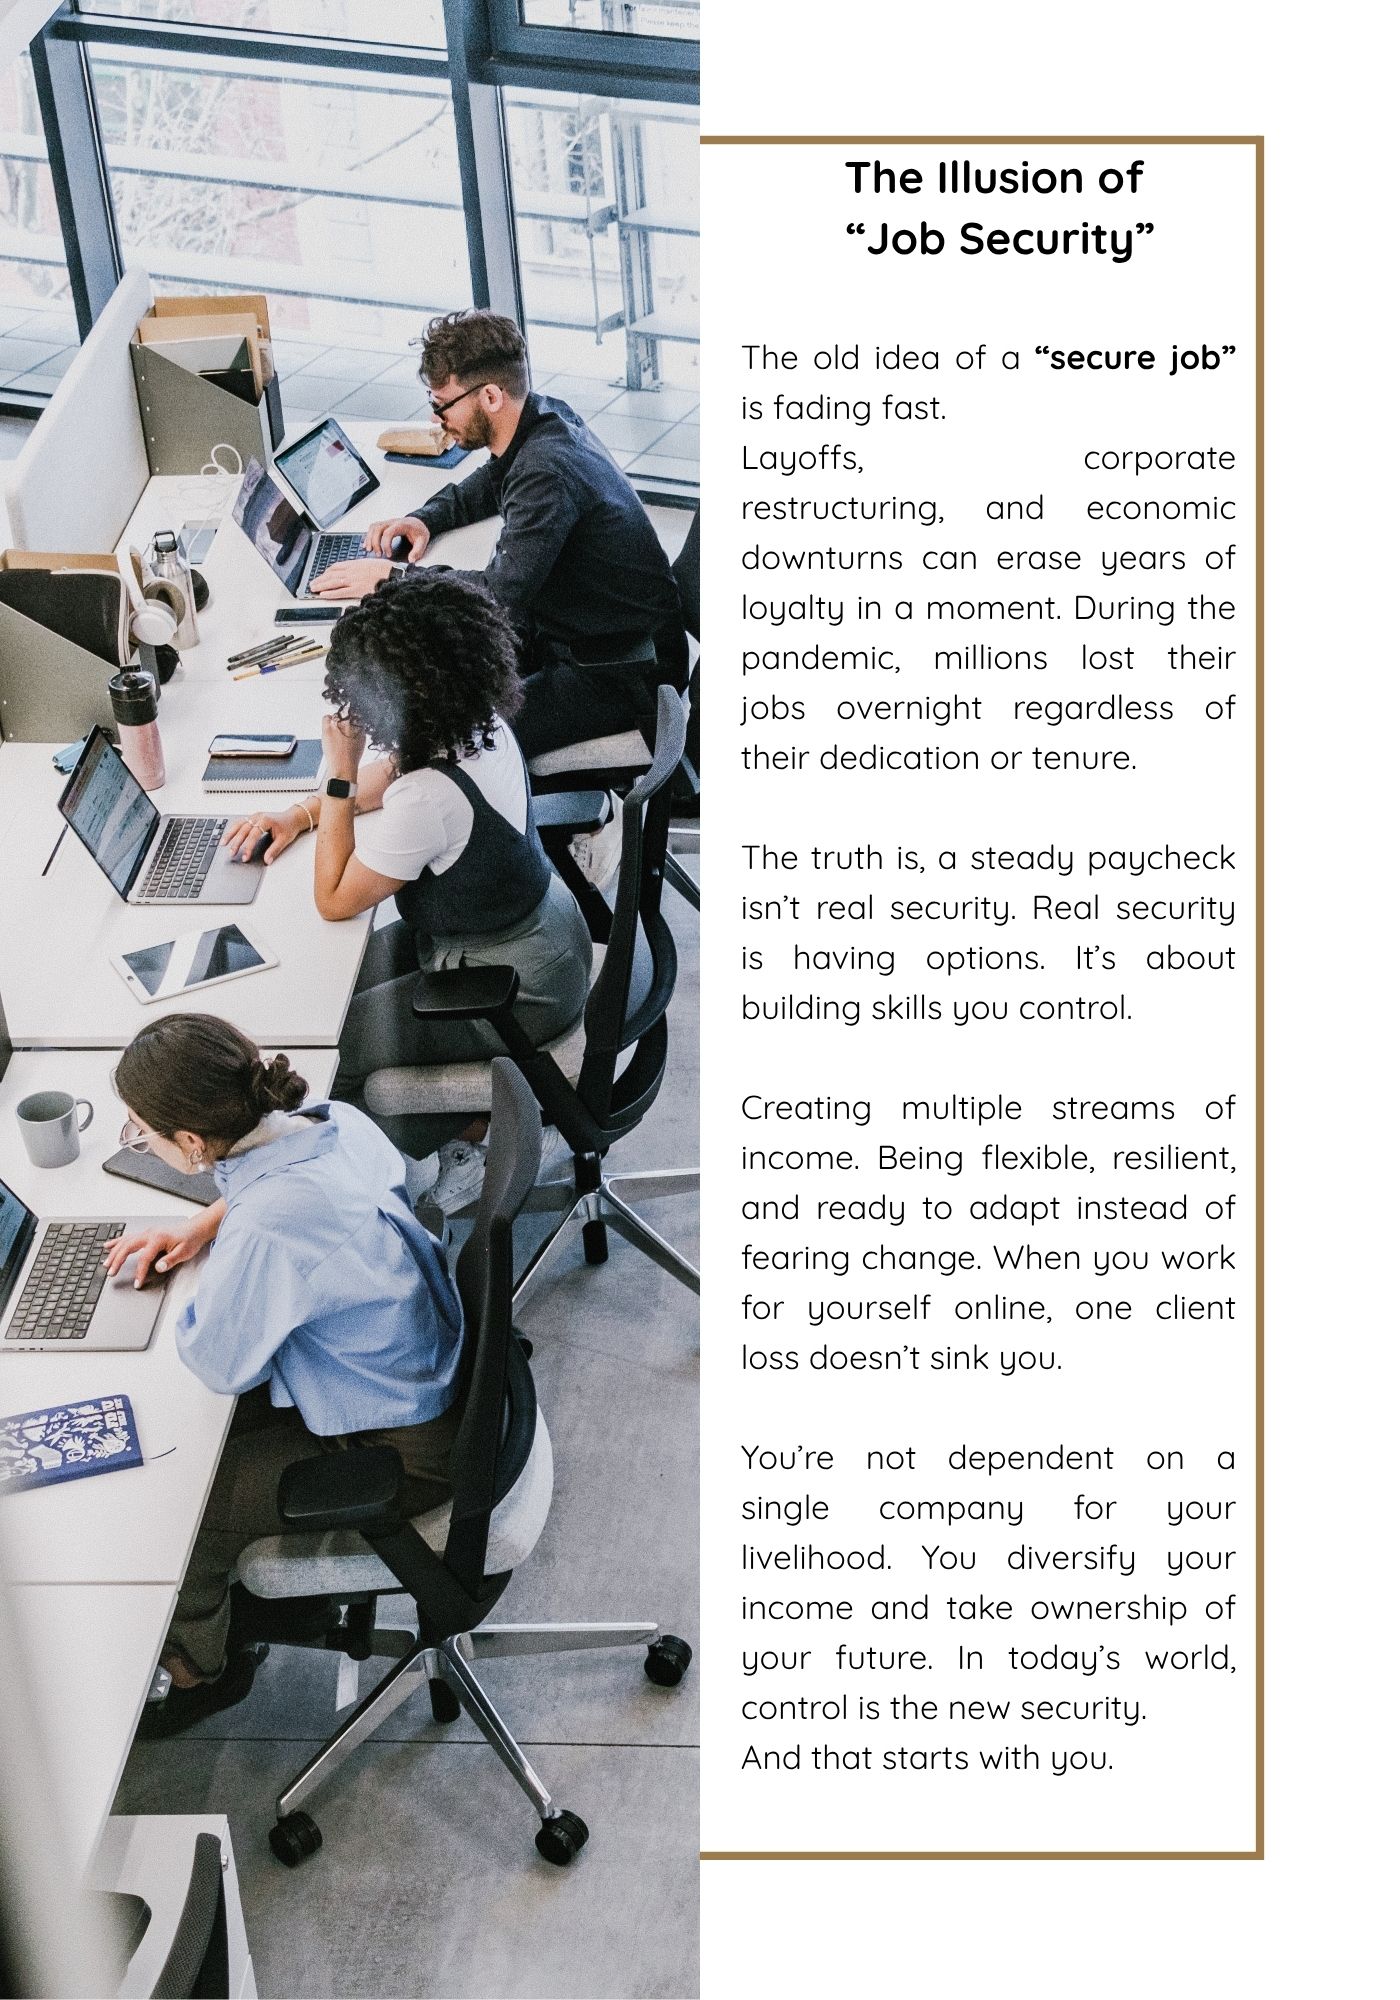 The Illusion of
“Job Security”
The old idea of a “secure job”
is fading fast.
Layoffs, corporate
restructuring, and economic
downturns can erase years of
loyalty in a moment. During the
pandemic, millions lost their
jobs overnight regardless of
their dedication or tenure.
The truth is, a steady paycheck
isn’t real security. Real security
is having options. It’s about
building skills you control.
Creating multiple streams of
income. Being flexible, resilient,
and ready to adapt instead of
fearing change. When you work
for yourself online, one client
loss doesn’t sink you.
You’re not dependent on a
single company for your
livelihood. You diversify your
income and take ownership of
your future. In today’s world,
control is the new security.
And that starts with you.